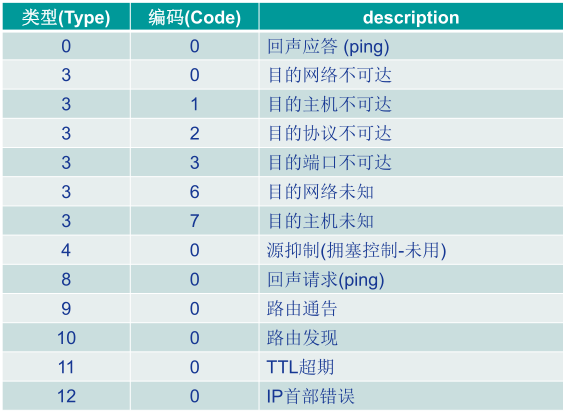 类型(Type) 编码(Code) description
0 0 回声应答 (ping)
3 0 目的网络不可达
3 1 目的主机不可达
3 2 目的协议不可达
3 3 目的端口不可达
3 6 目的网络未知
3 7 目的主机未知
4 0 源抑制(拥塞控制-未用)
8 0 回声请求(ping)
9 0 路由通告
10 0 路由发现
11 0 TTL超期
12 0 IP首部错误